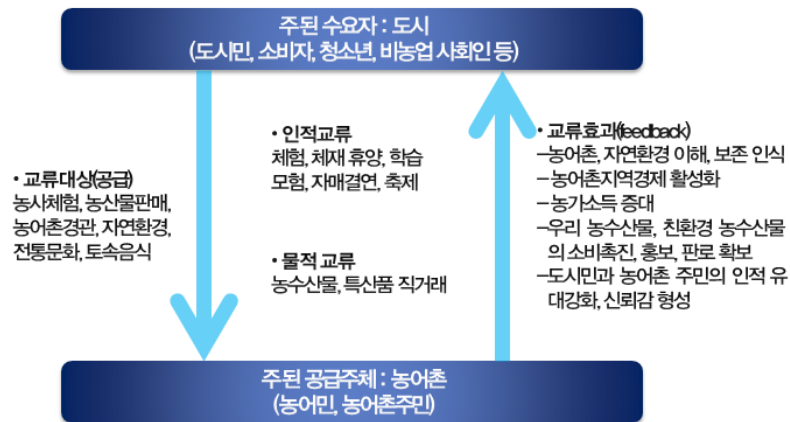 주된 수요자 : 도시
(도시민, 소비자, 청소년, 비농업 사회인 등)
• 교류대상(공급)
농사체험, 농산물판매,
농어촌경관, 자연환경,
전통문화, 토속음식
• 인적교류
체험, 체재 휴양, 학습
모험, 자매결연, 축제
• 물적 교류
농수산물, 특산품 직거래
• 교류효과(feedback)
–농어촌, 자연환경 이해, 보존 인식
– 농어촌지역경제 활성화
– 농가소득 증대
–우리 농수산물, 친환경 농수산물
의 소비촉진, 홍보, 판로 확보
–도시민과 농어촌 주민의 인적 유
대강화, 신뢰감 형성
주된 공급주체 : 농어촌
(농어민, 농어촌주민)